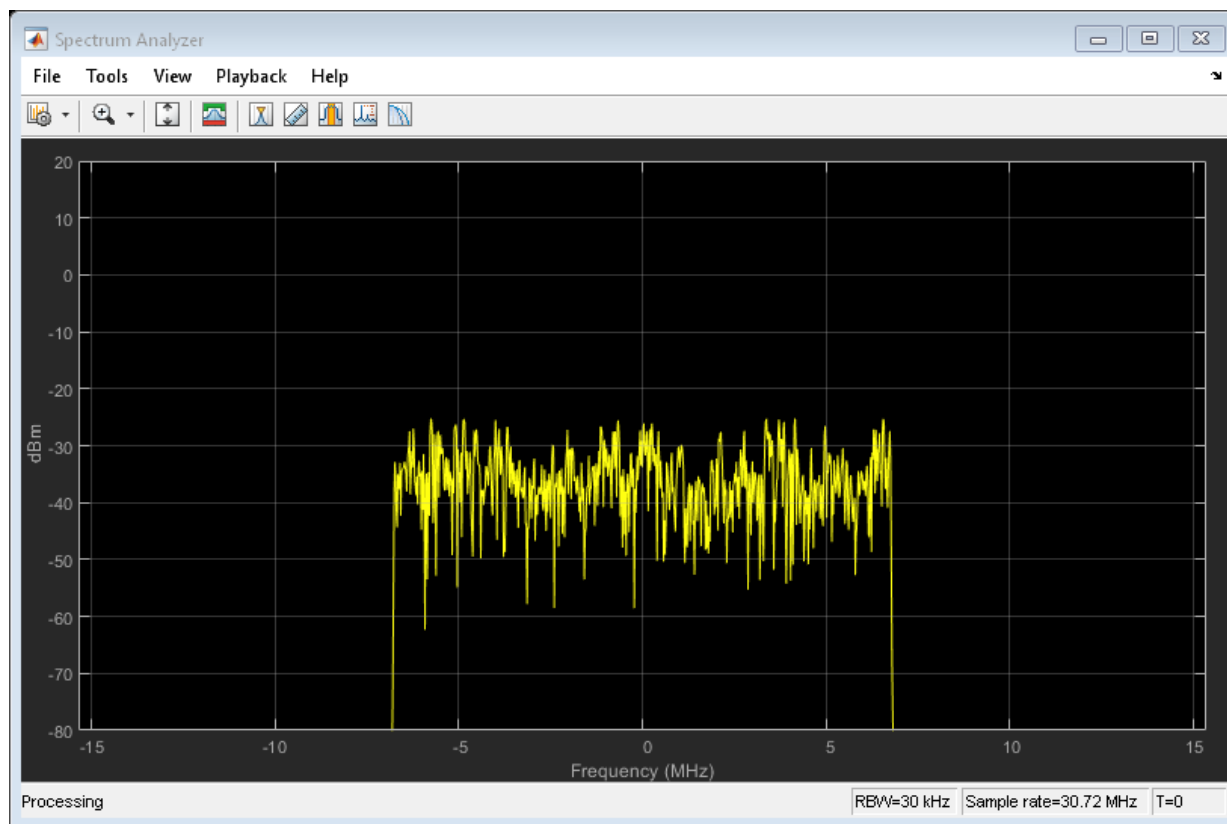 Spectrum Analyzer
File Tools View Playback Help
20
10
0
-10
-20
-30
-40
-50
-60
-70
-80
dBm
-15 -10 -5 0 5 10 15
Frequency (MHz)
Processing RBW=30 kHz Sample rate=30.72 MHz T=0